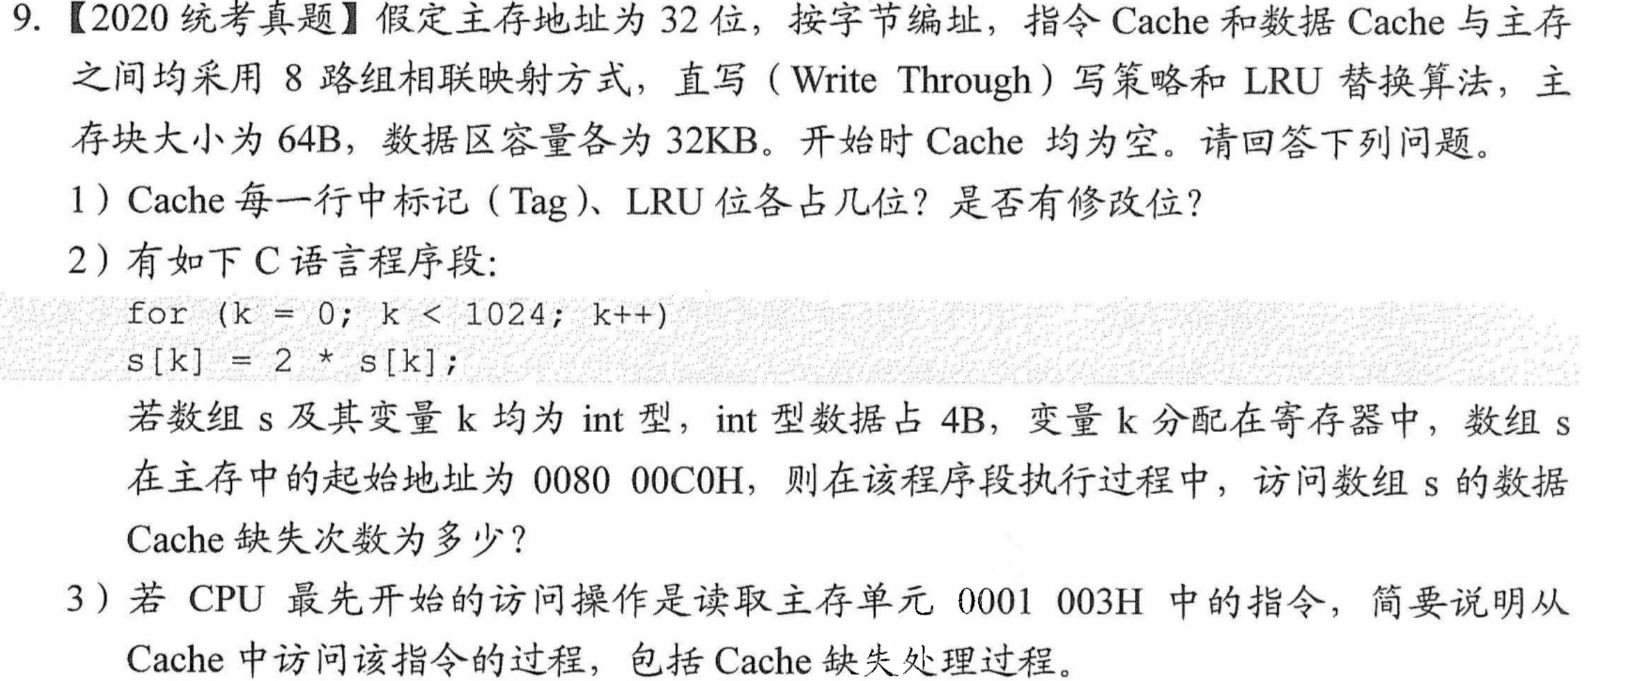 9. 【2020 统考真题】假定主存地址为 32 位，按字节编址，指令 Cache 和数据 Cache 与主存
之间均采用 8 路组相联映射方式，直写（Write Through）写策略和 LRU 替换算法，主
存块大小为 64B，数据区容量各为 32KB。开始时 Cache 均为空。请回答下列问题。
1）Cache 每一行中标记（Tag）、LRU 位各占几位？是否有修改位？
2）有如下 C 语言程序段：
for (k = 0; k < 1024; k++)
s[k] = 2 * s[k];
若数组 s 及其变量 k 均为 int 型，int 型数据占 4B，变量 k 分配在寄存器中，数组 s
在主存中的起始地址为 0080 00C0H，则在该程序段执行过程中，访问数组 s 的数据
Cache 缺失次数为多少？
3）若 CPU 最先开始的访问操作是读取主存单元 0001 003H 中的指令，简要说明从
Cache 中访问该指令的过程，包括 Cache 缺失处理过程。